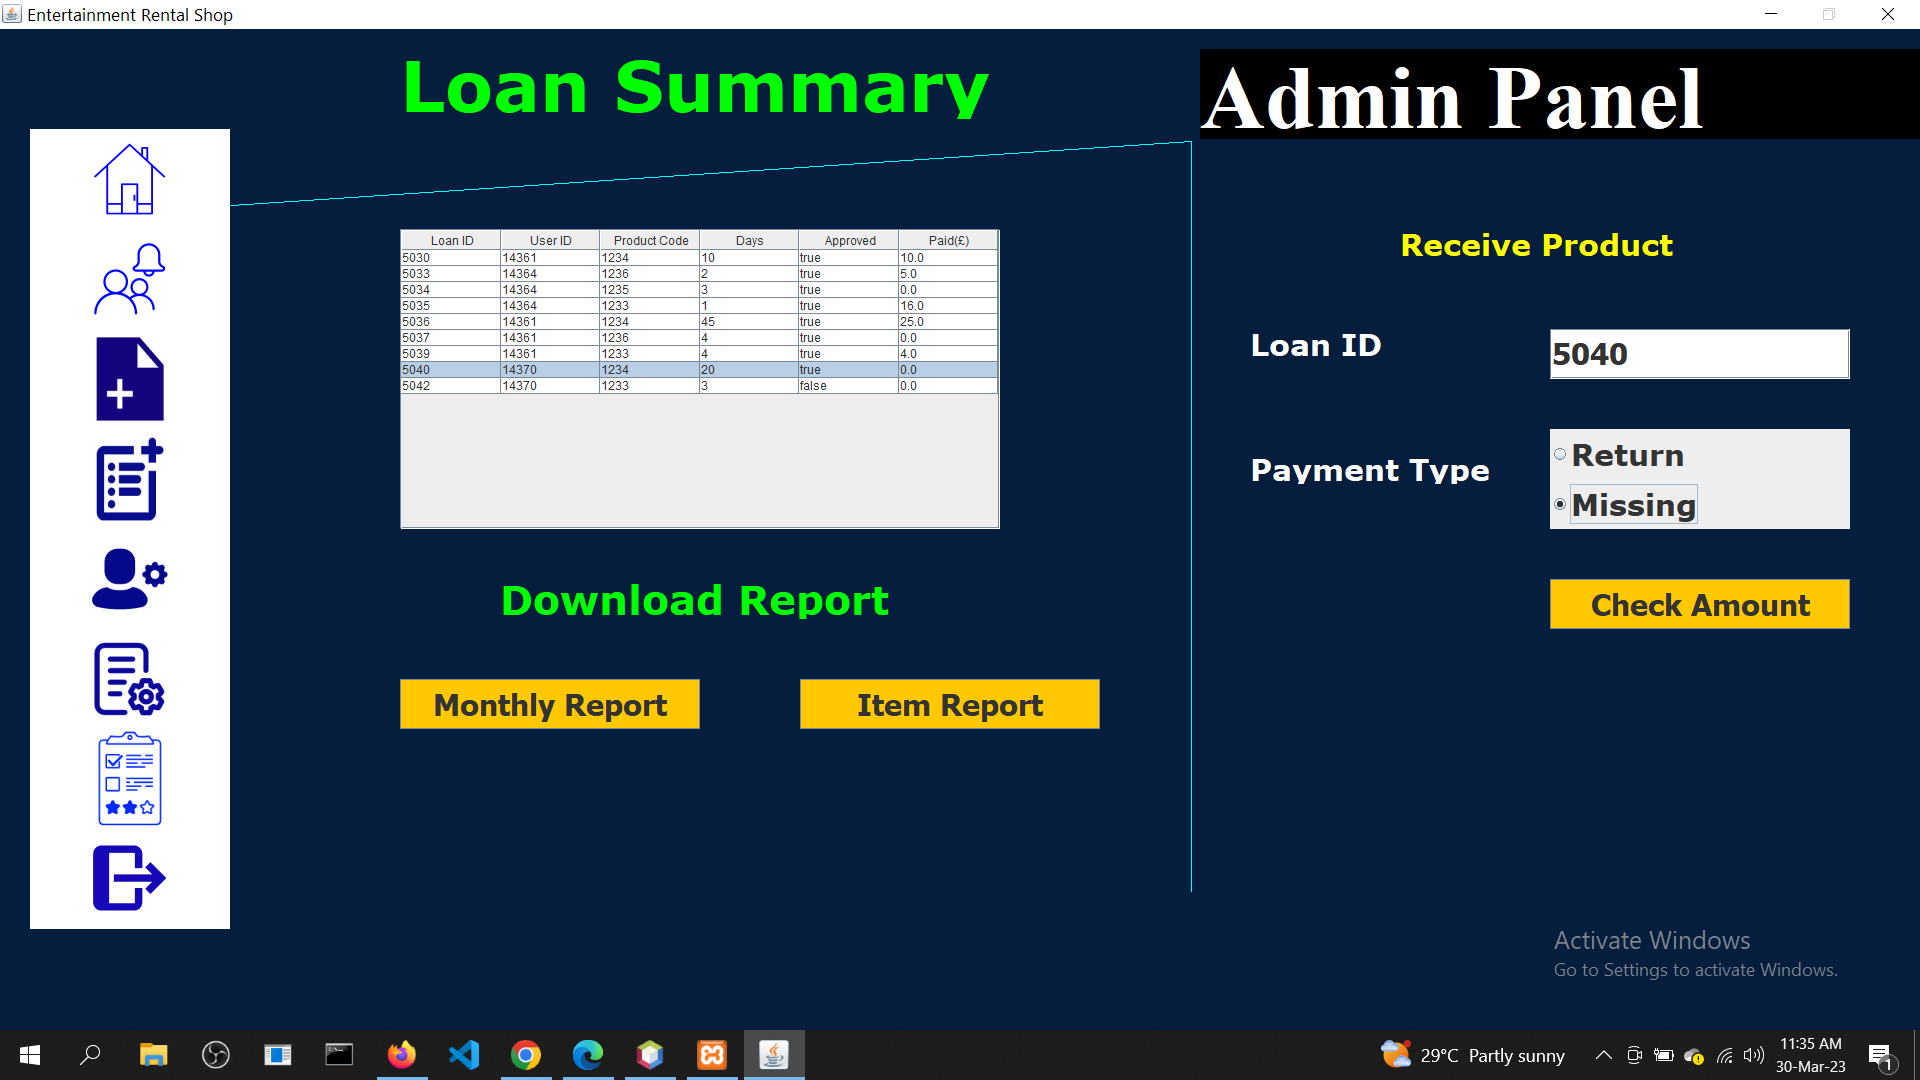 Entertainment Rental Shop
Loan Summary
Admin Panel
Loan ID User ID Product Code Days Approved Paid(£)
5030 14361 1234 10 true 10.0
5033 14364 1236 2 true 5.0
5034 14364 1235 3 true 0.0
5035 14364 1233 1 true 16.0
5036 14361 1234 45 true 25.0
5037 14361 1236 4 true 0.0
5039 14361 1233 4 true 4.0
5040 14370 1234 20 true 0.0
5042 14370 1233 3 false 0.0
Download Report
Monthly Report Item Report
Receive Product
Loan ID 5040
Payment Type
Return
Missing
Check Amount
Activate Windows
Go to Settings to activate Windows.
29°C Partly sunny
11:35 AM
30-Mar-23
1